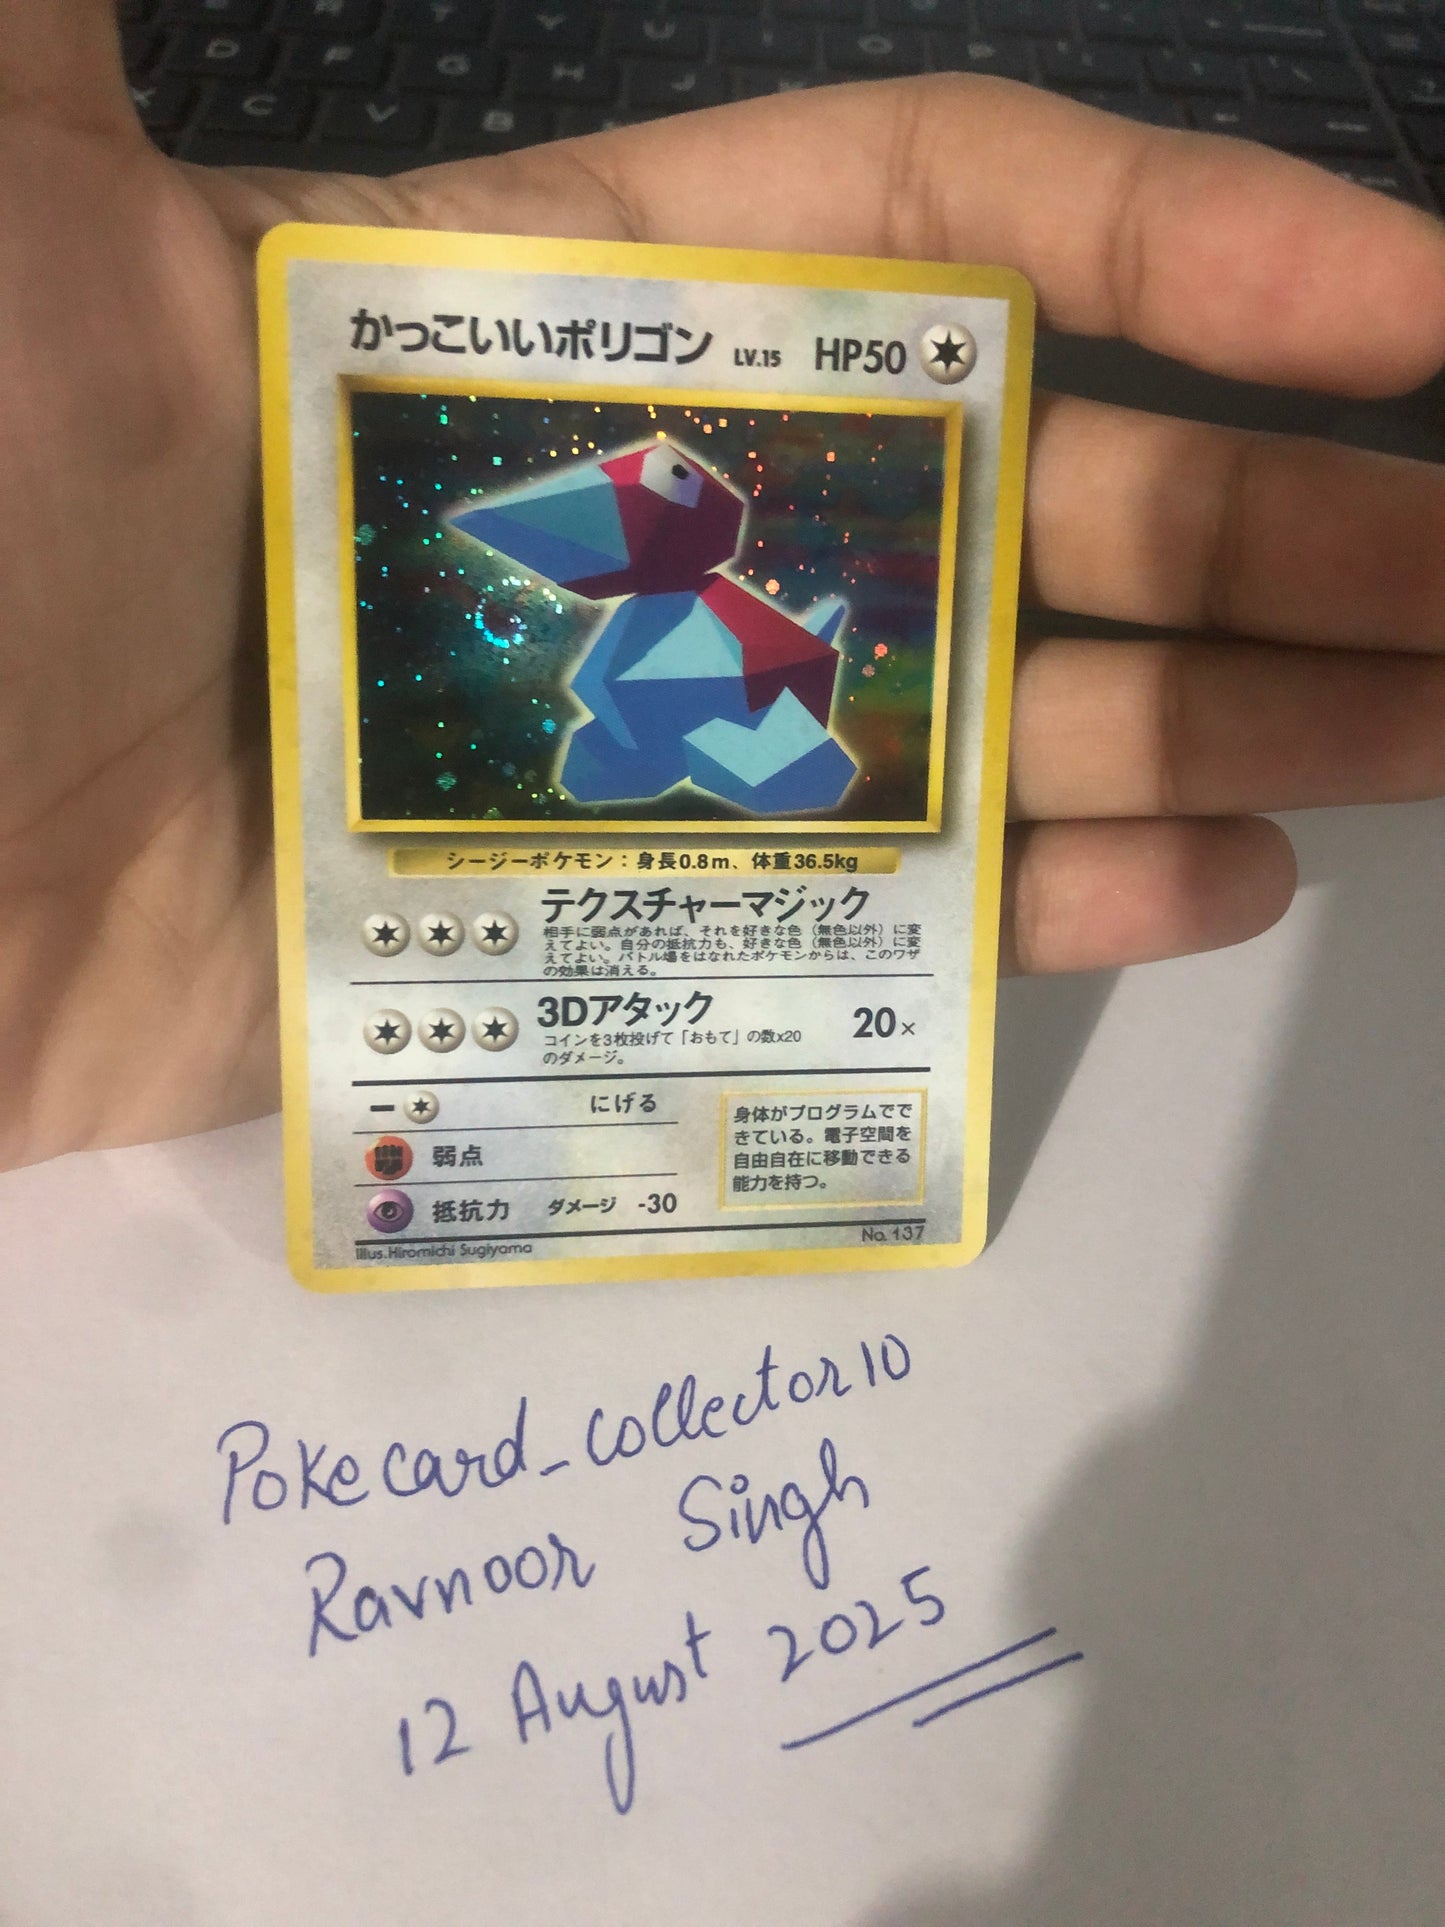 かっこいいポリゴン LV.15 HP50
シージーポケモン：身長0.8m、体重36.5kg
テクスチャーマジック
相手に弱点があれば、それを好きな色（無色以外）に変
えてよい。自分の抵抗力も、好きな色（無色以外）に変
えてよい。バトル場をはなれたポケモンからは、このワザ
の効果は消える。
3Dアタック 20×
コインを3枚投げて「おもて」の数x20
のダメージ。
ー にげる
弱点
抵抗力 ダメージ -30
身体がプログラムでで
きている。電子空間を
自由自在に移動できる
能力を持つ。
Illus.Hiromichi Sugiyama No.137
Pokecard_collector10
Ravnoor Singh
12 August 2025